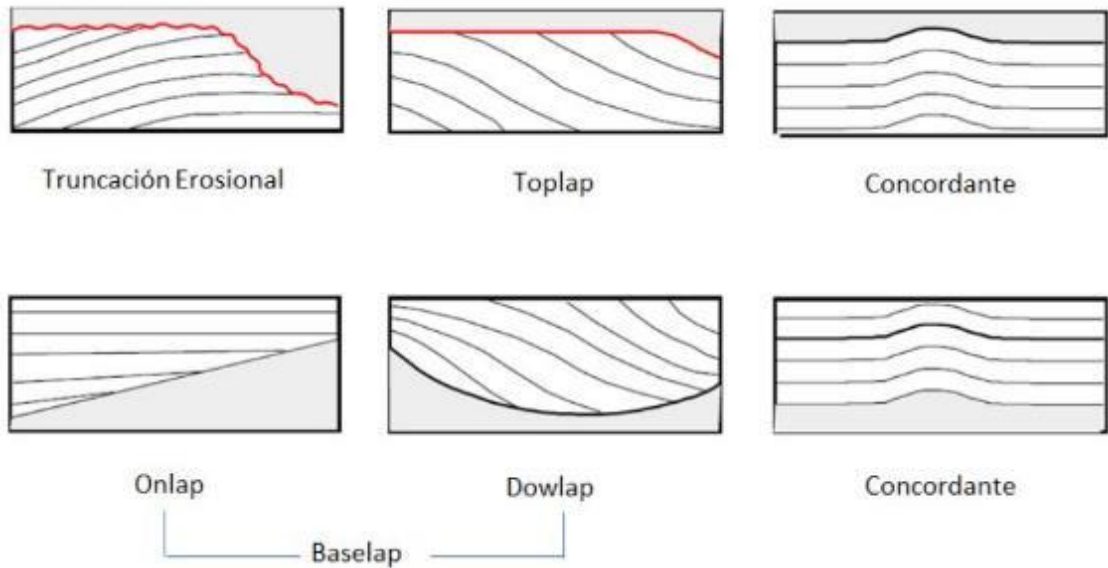 Truncación Erosional
Toplap
Concordante
Onlap
Dowlap
Concordante
Baselap